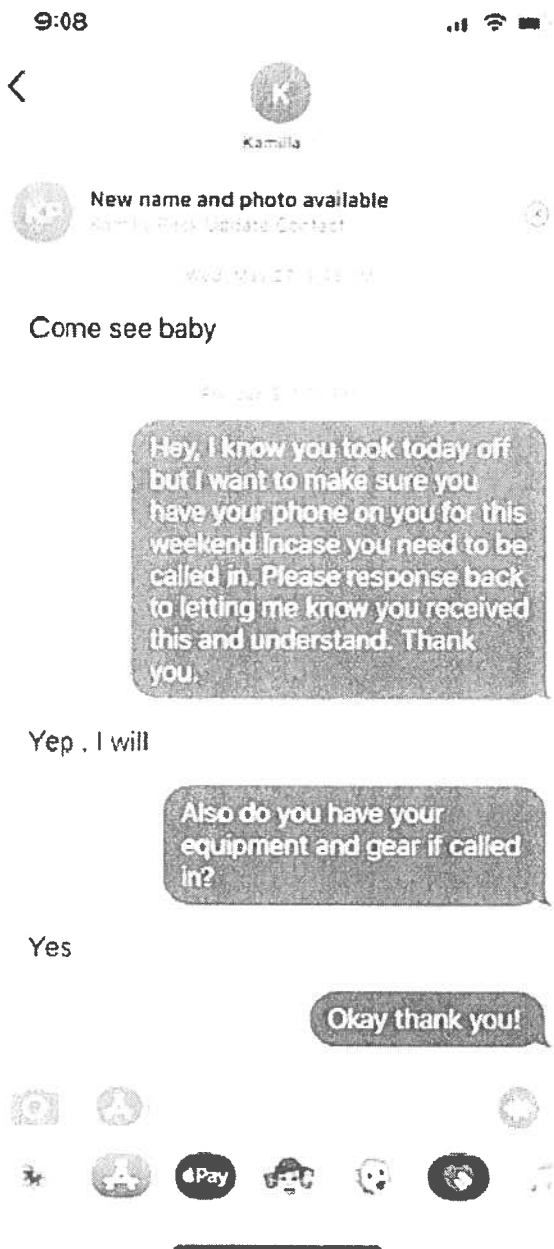 9:08
K
Kamilla
New name and photo available
Update Contact
Come see baby
Hey, I know you took today off
but I want to make sure you
have your phone on you for this
weekend Incase you need to be
called in. Please response back
to letting me know you received
this and understand. Thank
you.
Yep . I will
Also do you have your
equipment and gear if called
in?
Yes
Okay thank you!
Pay